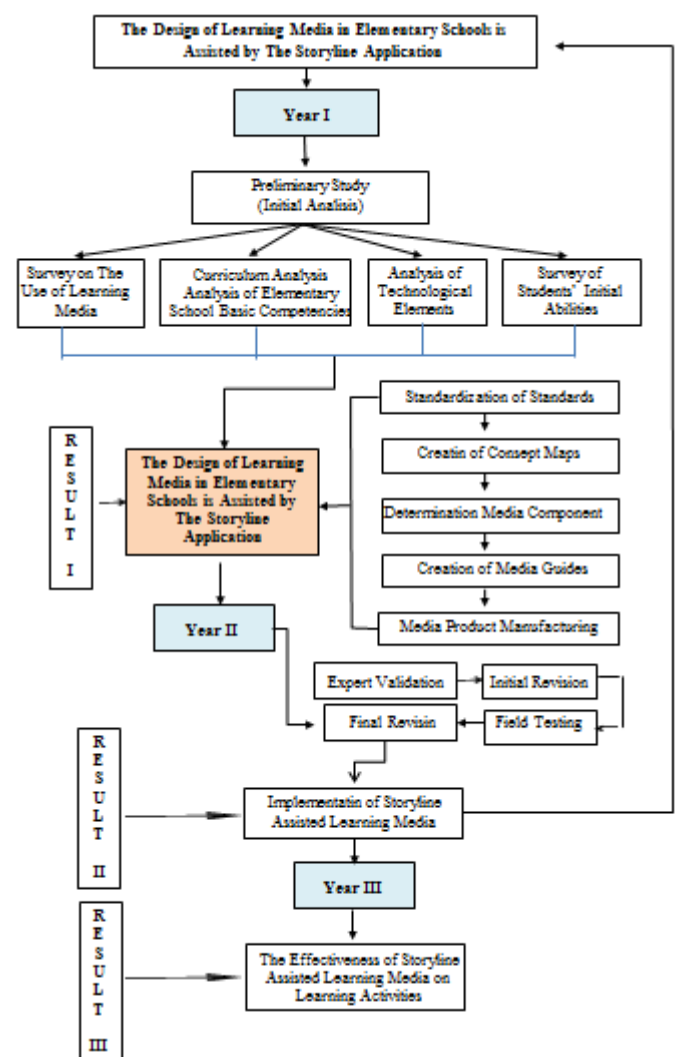 The Design of Learning Media in Elementary Schools is
Assisted by The Storyline Application
Year I
Preliminary Study
(Initial Analisis)
Survey on The
Use of Learning
Media
Curriculum Analysis
Analysis of Elementary
School Basic Competencies
Analysis of
Technological
Elements
Survey of
Students' Initial
Abilities
R
E
S
U
L
T
I
The Design of Learning
Media in Elementary
Schools is Assisted by
The Storyline
Application
Standardization of Standards
Creatin of Consept Maps
Determination Media Component
Creation of Media Guides
Media Product Manufacturing
Year II
Expert Validation
Initial Revision
Final Revisin
Field Testing
R
E
S
U
L
T
II
Implementatin of Storyline
Assisted Learning Media
Year III
R
E
S
U
L
T
III
The Effectiveness of Storyline
Assisted Learning Media on
Learning Activities